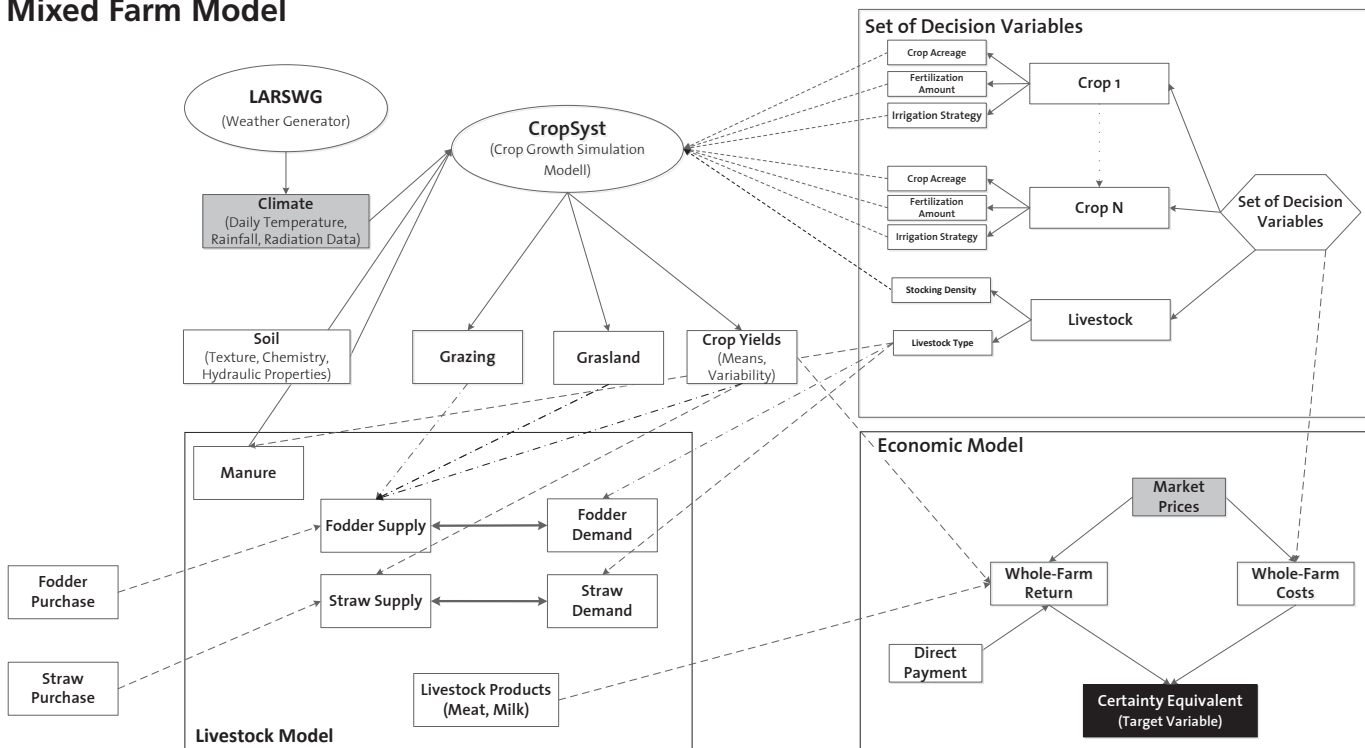 Mixed Farm Model
Set of Decision Variables
Crop Acreage
Fertilization
Amount
Irrigation Strategy
Crop 1
LARSWG
(Weather Generator)
CropSyst
(Crop Growth Simulation
Modell)
Climate
(Daily Temperature,
Rainfall, Radiation Data)
Crop Acreage
Fertilization
Amount
Irrigation Strategy
Crop N
Set of Decision
Variables
Stocking Density
Livestock
Livestock Type
Soil
(Texture, Chemistry,
Hydraulic Properties)
Grazing
Grasland
Crop Yields
(Means,
Variability)
Manure
Fodder Supply
Fodder
Demand
Straw Supply
Straw
Demand
Fodder
Purchase
Straw
Purchase
Livestock Products
(Meat, Milk)
Livestock Model
Economic Model
Market
Prices
Whole-Farm
Return
Whole-Farm
Costs
Direct
Payment
Certainty Equivalent
(Target Variable)